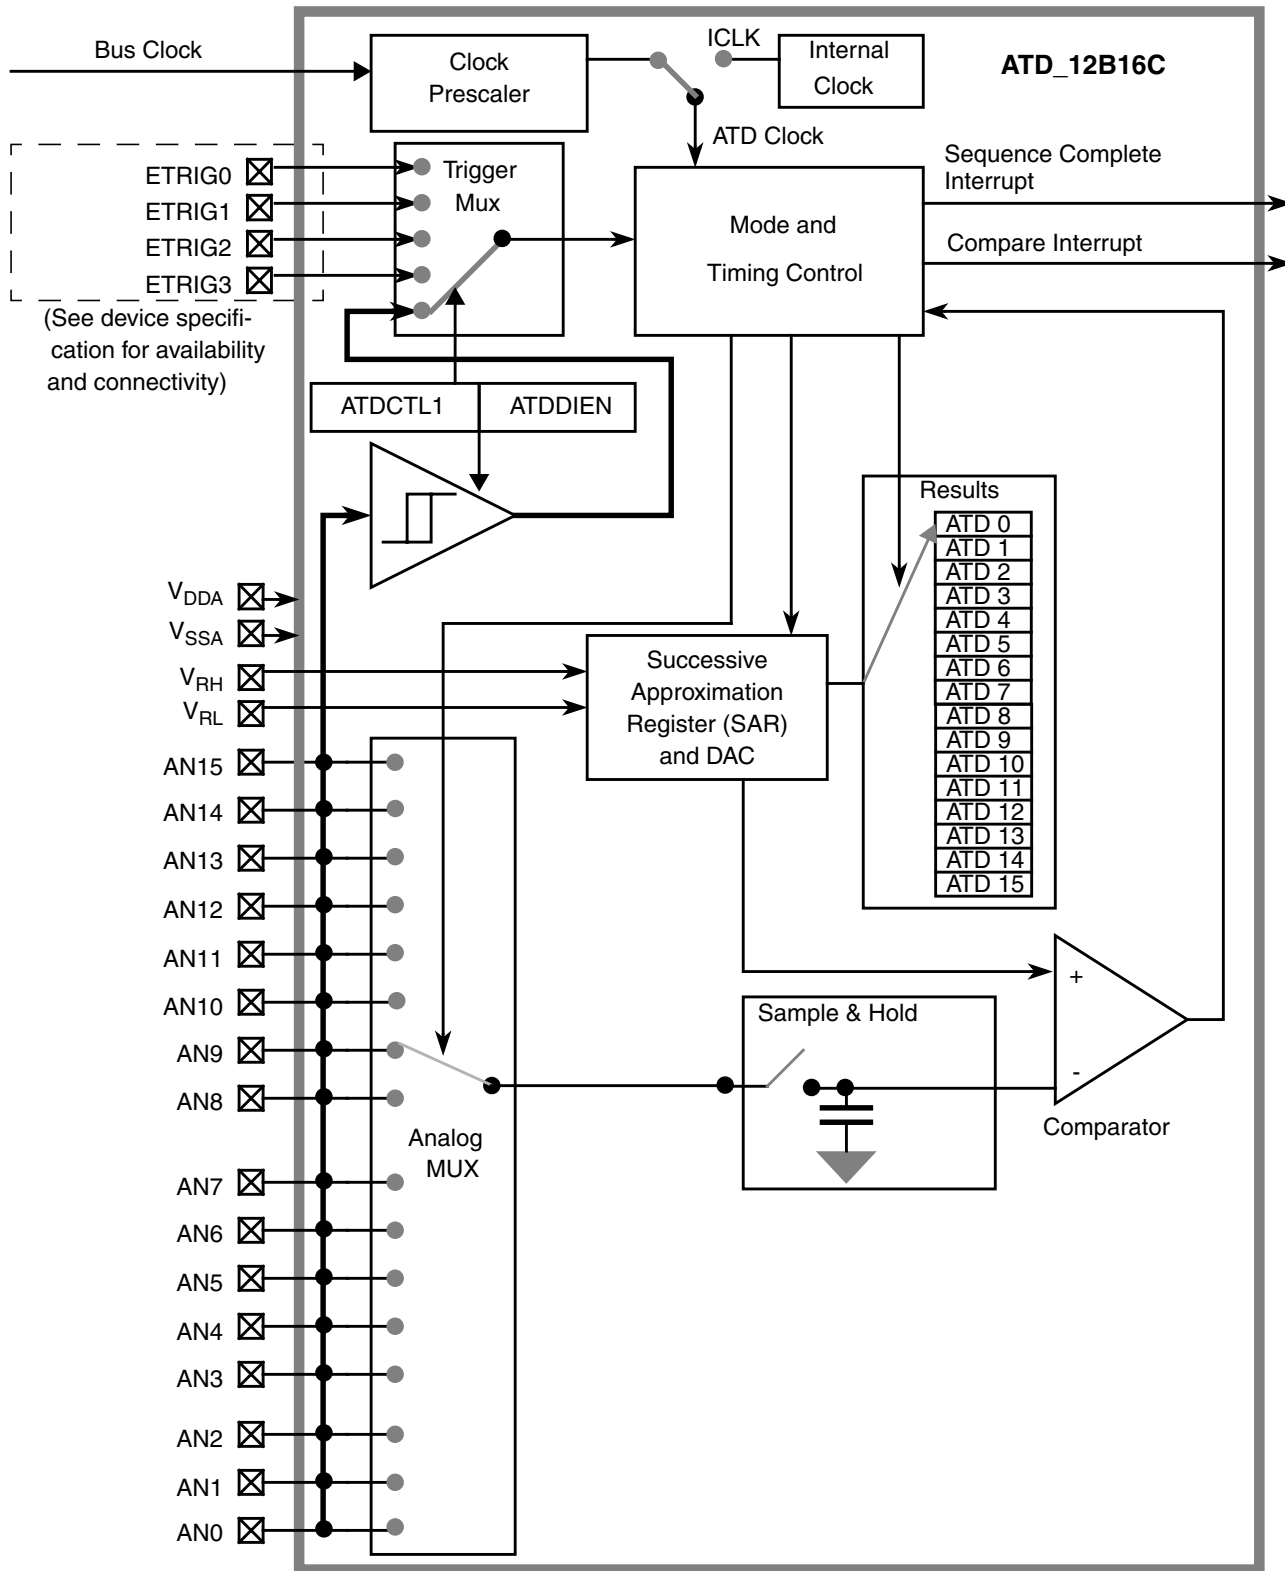 Bus Clock
Clock
Prescaler
ICLK
Internal
Clock
ATD_12B16C
ATD Clock
ETRIG0
ETRIG1
ETRIG2
ETRIG3
(See device specifi-
cation for availability
and connectivity)
Trigger
Mux
Mode and
Timing Control
Sequence Complete
Interrupt
Compare Interrupt
ATDCTL1
ATDDIEN
Results
ATD 0
ATD 1
ATD 2
ATD 3
ATD 4
ATD 5
ATD 6
ATD 7
ATD 8
ATD 9
ATD 10
ATD 11
ATD 12
ATD 13
ATD 14
ATD 15
VDDA
VSSA
VRH
VRL
Successive
Approximation
Register (SAR)
and DAC
AN15
AN14
AN13
AN12
AN11
AN10
AN9
AN8
AN7
AN6
AN5
AN4
AN3
AN2
AN1
AN0
Analog
MUX
Sample & Hold
+
-
Comparator